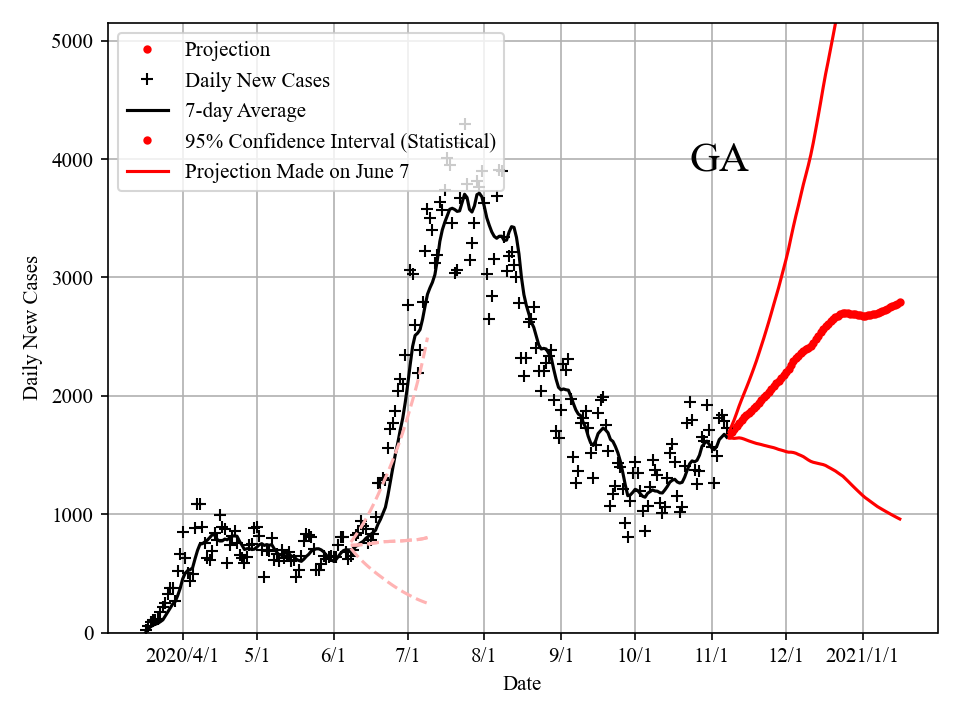 5000
4000
3000
2000
1000
0
Daily New Cases
Projection
Daily New Cases
7-day Average
95% Confidence Interval (Statistical)
Projection Made on June 7
GA
2020/4/1 5/1 6/1 7/1 8/1 9/1 10/1 11/1 12/1 2021/1/1
Date